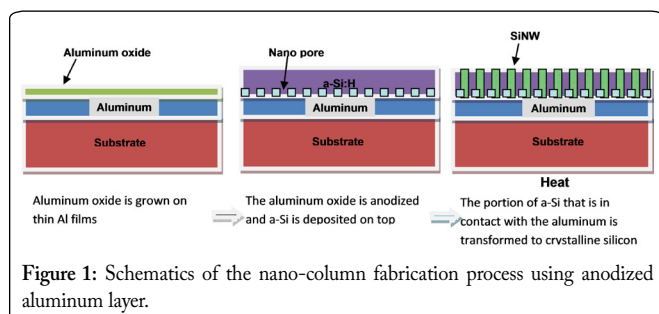 Aluminum oxide
Aluminum
Substrate
Aluminum oxide is grown on
thin Al films
Nano pore
a-Si:H
Aluminum
Substrate
The aluminum oxide is anodized
and a-Si is deposited on top
SiNW
Aluminum
Substrate
Heat
The portion of a-Si that is in
contact with the aluminum is
transformed to crystalline silicon
Figure 1: Schematics of the nano-column fabrication process using anodized
aluminum layer.